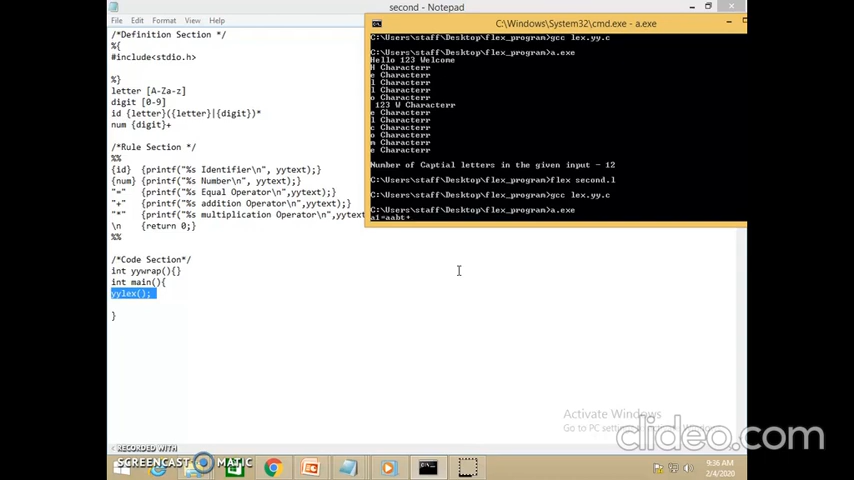 second - Notepad
File Edit Format View Help
/*Definition Section */
%{
#include<stdio.h>
%}
letter [A-Za-z]
digit [0-9]
id {letter}({letter}|{digit})*
num {digit}+
/*Rule Section */
%%
{id} {printf("%s Identifier\n", yytext);}
{num} {printf("%s Number\n", yytext);}
"=" {printf("%s Equal Operator\n",yytext);}
"+" {printf("%s addition Operator\n",yytext);}
"*" {printf("%s multiplication Operator\n",yytext
\n {return 0;}
%%
/*Code Section*/
int yywrap(){}
int main(){
yylex();
}
C:\Windows\System32\cmd.exe - a.exe
C:\Users\staff\Desktop\flex_program>gcc lex.yy.c
C:\Users\staff\Desktop\flex_program>a.exe
Hello 123 Welcome
H Characterr
e Characterr
l Characterr
l Characterr
o Characterr
123 W Characterr
e Characterr
l Characterr
c Characterr
o Characterr
m Characterr
e Characterr
Number of Captial letters in the given input - 12
C:\Users\staff\Desktop\flex_program>flex second.l
C:\Users\staff\Desktop\flex_program>gcc lex.yy.c
C:\Users\staff\Desktop\flex_program>a.exe
a1=aabt+
Activate Windows
Go to PC
clideo.com
RECORDED WITH
SCREENCAST MATIC
9:36 AM
2/4/2020